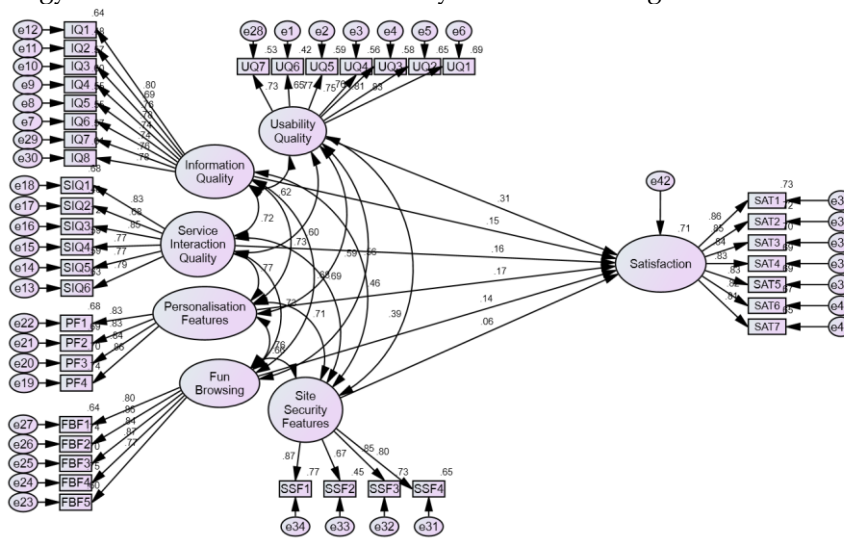 e12 IQ1 .64
e11 IQ2
e10 IQ3
e9 IQ4
e8 IQ5
e7 IQ6
e29 IQ7
e30 IQ8
.80
.69
.74
.76
.78
Information
Quality
e28 e1 e2 e3 e4 e5 e6
.53 .42 .59 .56 .58 .65 .69
UQ7 UQ6 UQ5 UQ4 UQ3 UQ2 UQ1
.73 .65 .77 .75 .81 .83
Usability
Quality
.68
e18 SIQ1
e17 SIQ2
e16 SIQ3
e15 SIQ4
e14 SIQ5
e13 SIQ6
.83
.68
.85
.77
.77
.79
Service
Interaction
Quality
.68
e22 PF1
e21 PF2
e20 PF3
e19 PF4
.83
.83
.84
.86
Personalisation
Features
.64
e27 FBF1
e26 FBF2
e25 FBF3
e24 FBF4
e23 FBF5
.80
.84
.87
.77
Fun
Browsing
Site
Security
Features
.87 .67 .85 .80
.77 .45 .73 .65
SSF1 SSF2 SSF3 SSF4
e34 e33 e32 e31
.62
.72
.60
.73
.77
.59
.69
.46
.71
.39
.31
.15
.16
.17
.14
.06
e42
.71
Satisfaction
.73
.86
.84
.83
.83
SAT1
SAT2
SAT3
SAT4
SAT5
SAT6
SAT7